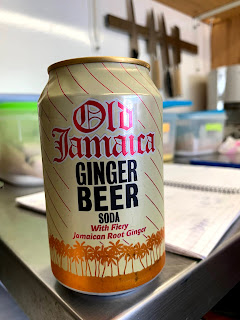 Old
Jamaica
GINGER
BEER
SODA
With Fiery
Jamaican Root Ginger